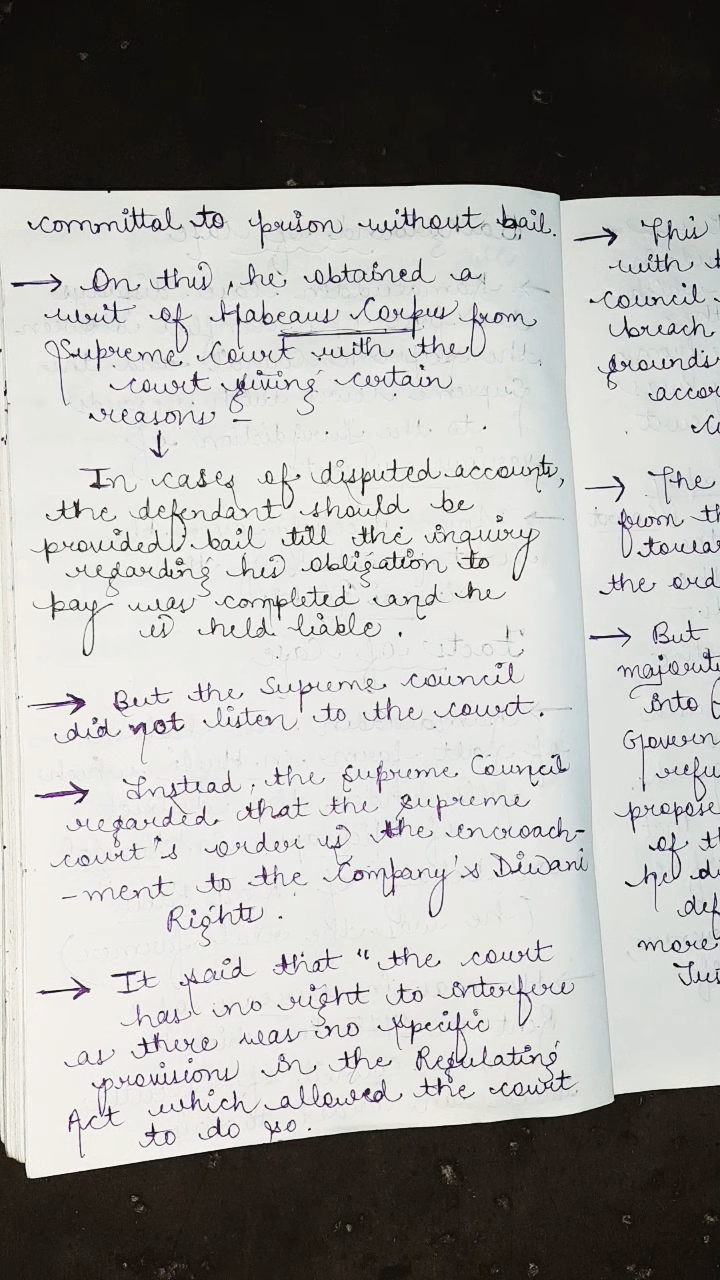 committal to prison without bail.
→ On this, he obtained a
writ of Habeaus Corpus from
Supreme Court with the
court giving certain
reasons -
↓
In cases of disputed accounts,
the defendant should be
provided bail till the inquiry
regarding his obligation to
pay was completed and he
is held liable.
→ But the Supreme council
did not listen to the court.
→ Instead, the Supreme Council
regarded that the supreme
court's order is the encroach-
-ment to the Company's Diwani
Rights.
→ It said that "the court
has no right to interfere
as there was no specific
provisions in the Regulating
Act which allowed the court
to do so.
→ This
with t
council
breach
grounds
accor
→ The
from th
towar
the ord
→ But
majorit
into
Govern
refu
propose
of th
he di
def
more
Jus